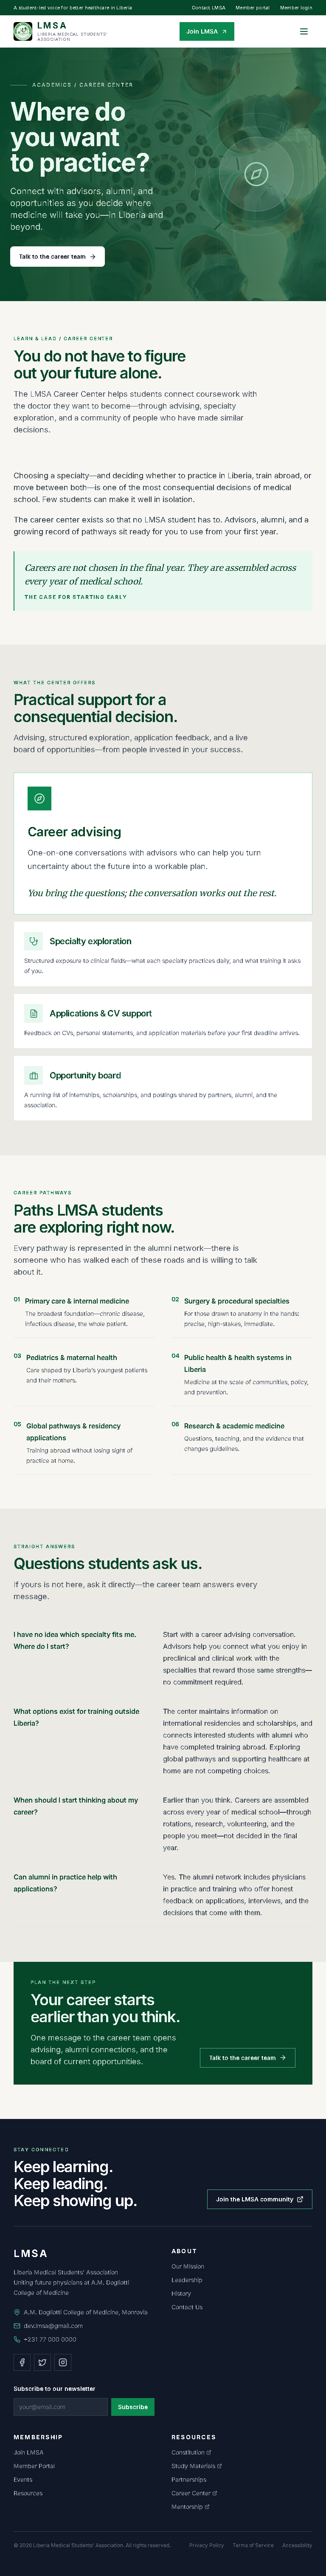 A student-led voice for better healthcare in Liberia
Contact LMSA
Member portal
Member login
LMSA
LIBERIA MEDICAL STUDENTS'
ASSOCIATION
Join LMSA
ACADEMICS / CAREER CENTER
Where do
you want
to practice?
Connect with advisors, alumni, and
opportunities as you decide where
medicine will take you—in Liberia and
beyond.
Talk to the career team
LEARN & LEAD / CAREER CENTER
You do not have to figure
out your future alone.
The LMSA Career Center helps students connect coursework with
the doctor they want to become—through advising, specialty
exploration, and a community of people who have made similar
decisions.
Choosing a specialty—and deciding whether to practice in Liberia, train abroad, or
move between both—is one of the most consequential decisions of medical
school. Few students can make it well in isolation.
The career center exists so that no LMSA student has to. Advisors, alumni, and a
growing record of pathways sit ready for you to use from your first year.
Careers are not chosen in the final year. They are assembled across
every year of medical school.
THE CASE FOR STARTING EARLY
WHAT THE CENTER OFFERS
Practical support for a
consequential decision.
Advising, structured exploration, application feedback, and a live
board of opportunities—from people invested in your success.
Career advising
One-on-one conversations with advisors who can help you turn
uncertainty about the future into a workable plan.
You bring the questions; the conversation works out the rest.
Specialty exploration
Structured exposure to clinical fields—what each specialty practices daily, and what training it asks
of you.
Applications & CV support
Feedback on CVs, personal statements, and application materials before your first deadline arrives.
Opportunity board
A running list of internships, scholarships, and postings shared by partners, alumni, and the
association.
CAREER PATHWAYS
Paths LMSA students
are exploring right now.
Every pathway is represented in the alumni network—there is
someone who has walked each of these roads and is willing to talk
about it.
01 Primary care & internal medicine
The broadest foundation—chronic disease,
infectious disease, the whole patient.
02 Surgery & procedural specialties
For those drawn to anatomy in the hands:
precise, high-stakes, immediate.
03 Pediatrics & maternal health
Care shaped by Liberia's youngest patients
and their mothers.
04 Public health & health systems in
Liberia
Medicine at the scale of communities, policy,
and prevention.
05 Global pathways & residency
applications
Training abroad without losing sight of
practice at home.
06 Research & academic medicine
Questions, teaching, and the evidence that
changes guidelines.
STRAIGHT ANSWERS
Questions students ask us.
If yours is not here, ask it directly—the career team answers every
message.
I have no idea which specialty fits me.
Where do I start?
Start with a career advising conversation.
Advisors help you connect what you enjoy in
preclinical and clinical work with the
specialties that reward those same strengths—
no commitment required.
What options exist for training outside
Liberia?
The center maintains information on
international residencies and scholarships, and
connects interested students with alumni who
have completed training abroad. Exploring
global pathways and supporting healthcare at
home are not competing choices.
When should I start thinking about my
career?
Earlier than you think. Careers are assembled
across every year of medical school—through
rotations, research, volunteering, and the
people you meet—not decided in the final
year.
Can alumni in practice help with
applications?
Yes. The alumni network includes physicians
in practice and training who offer honest
feedback on applications, interviews, and the
decisions that come with them.
PLAN THE NEXT STEP
Your career starts
earlier than you think.
One message to the career team opens
advising, alumni connections, and the
board of current opportunities.
Talk to the career team
STAY CONNECTED
Keep learning.
Keep leading.
Keep showing up.
Join the LMSA community
LMSA
Liberia Medical Students' Association
Uniting future physicians at A.M. Dogliotti
College of Medicine
A.M. Dogliotti College of Medicine, Monrovia
dev.lmsa@gmail.com
+231 77 000 0000
Subscribe to our newsletter
your@email.com
Subscribe
ABOUT
Our Mission
Leadership
History
Contact Us
MEMBERSHIP
Join LMSA
Member Portal
Events
Resources
RESOURCES
Constitution
Study Materials
Partnerships
Career Center
Mentorship
© 2026 Liberia Medical Students' Association. All rights reserved.
Privacy Policy
Terms of Service
Accessibility